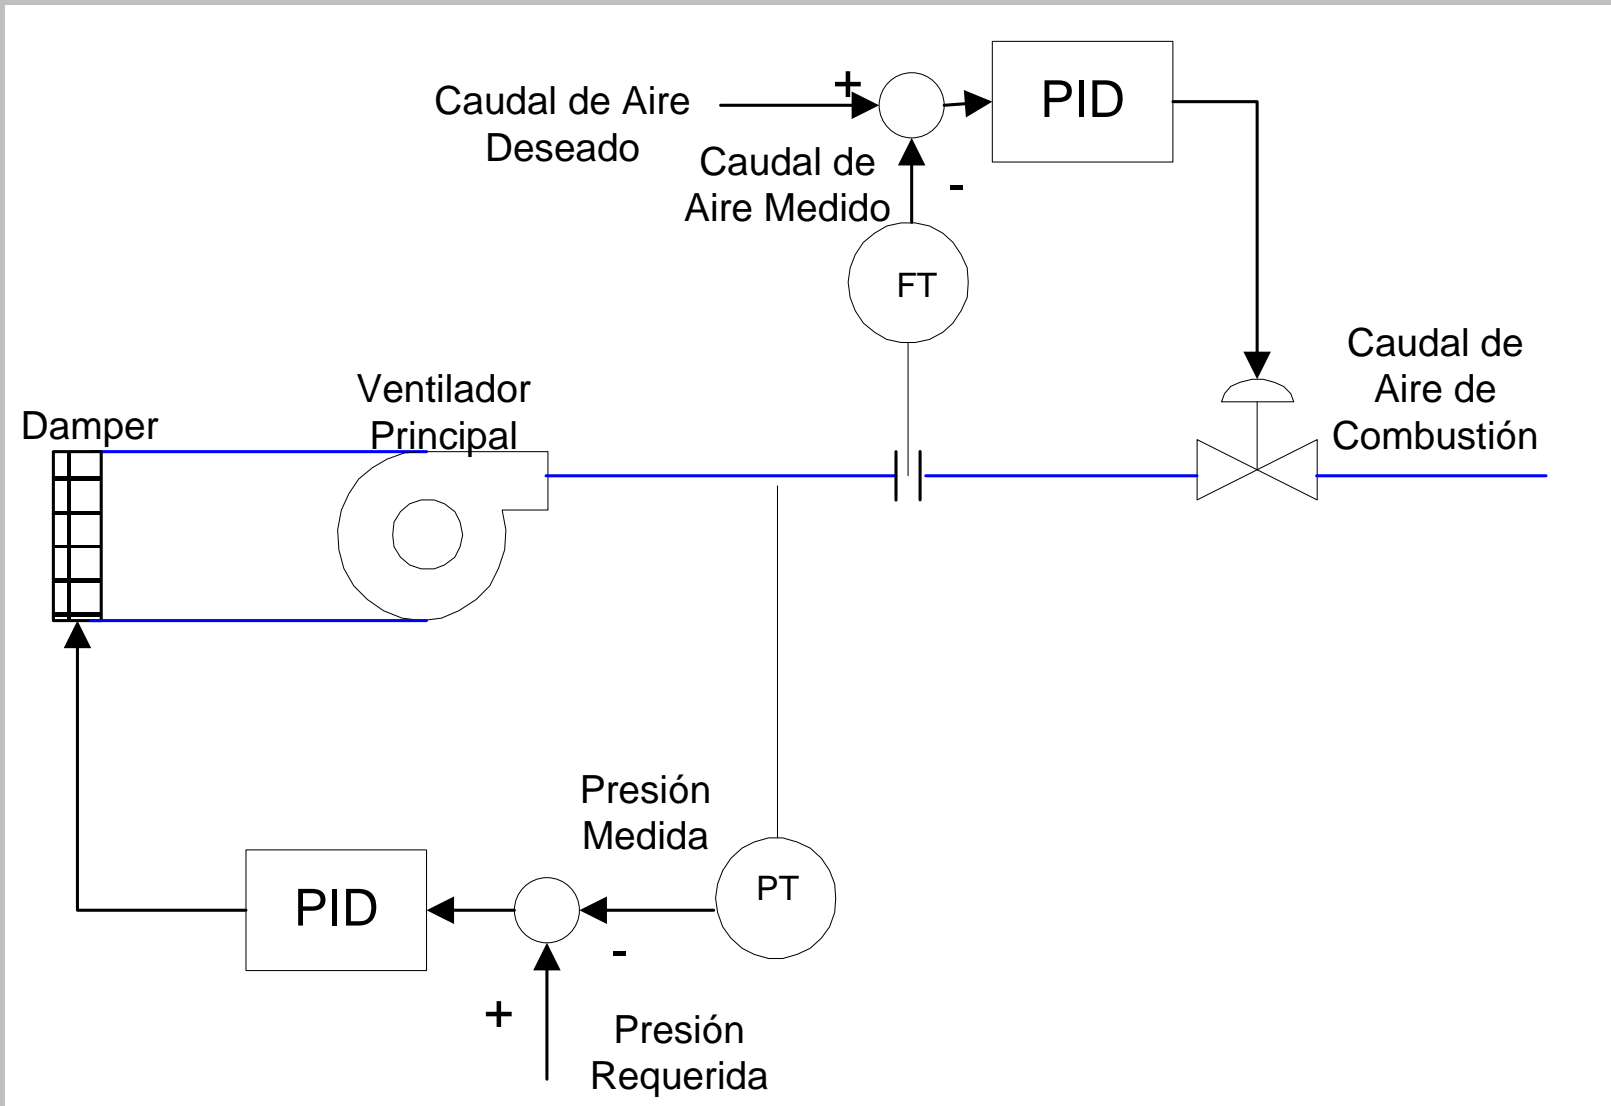 +
PID
Caudal de Aire
Deseado
Caudal de
Aire Medido
-
FT
Caudal de
Aire de
Combustión
Ventilador
Principal
Damper
Presión
Medida
PT
PID
-
+
Presión
Requerida